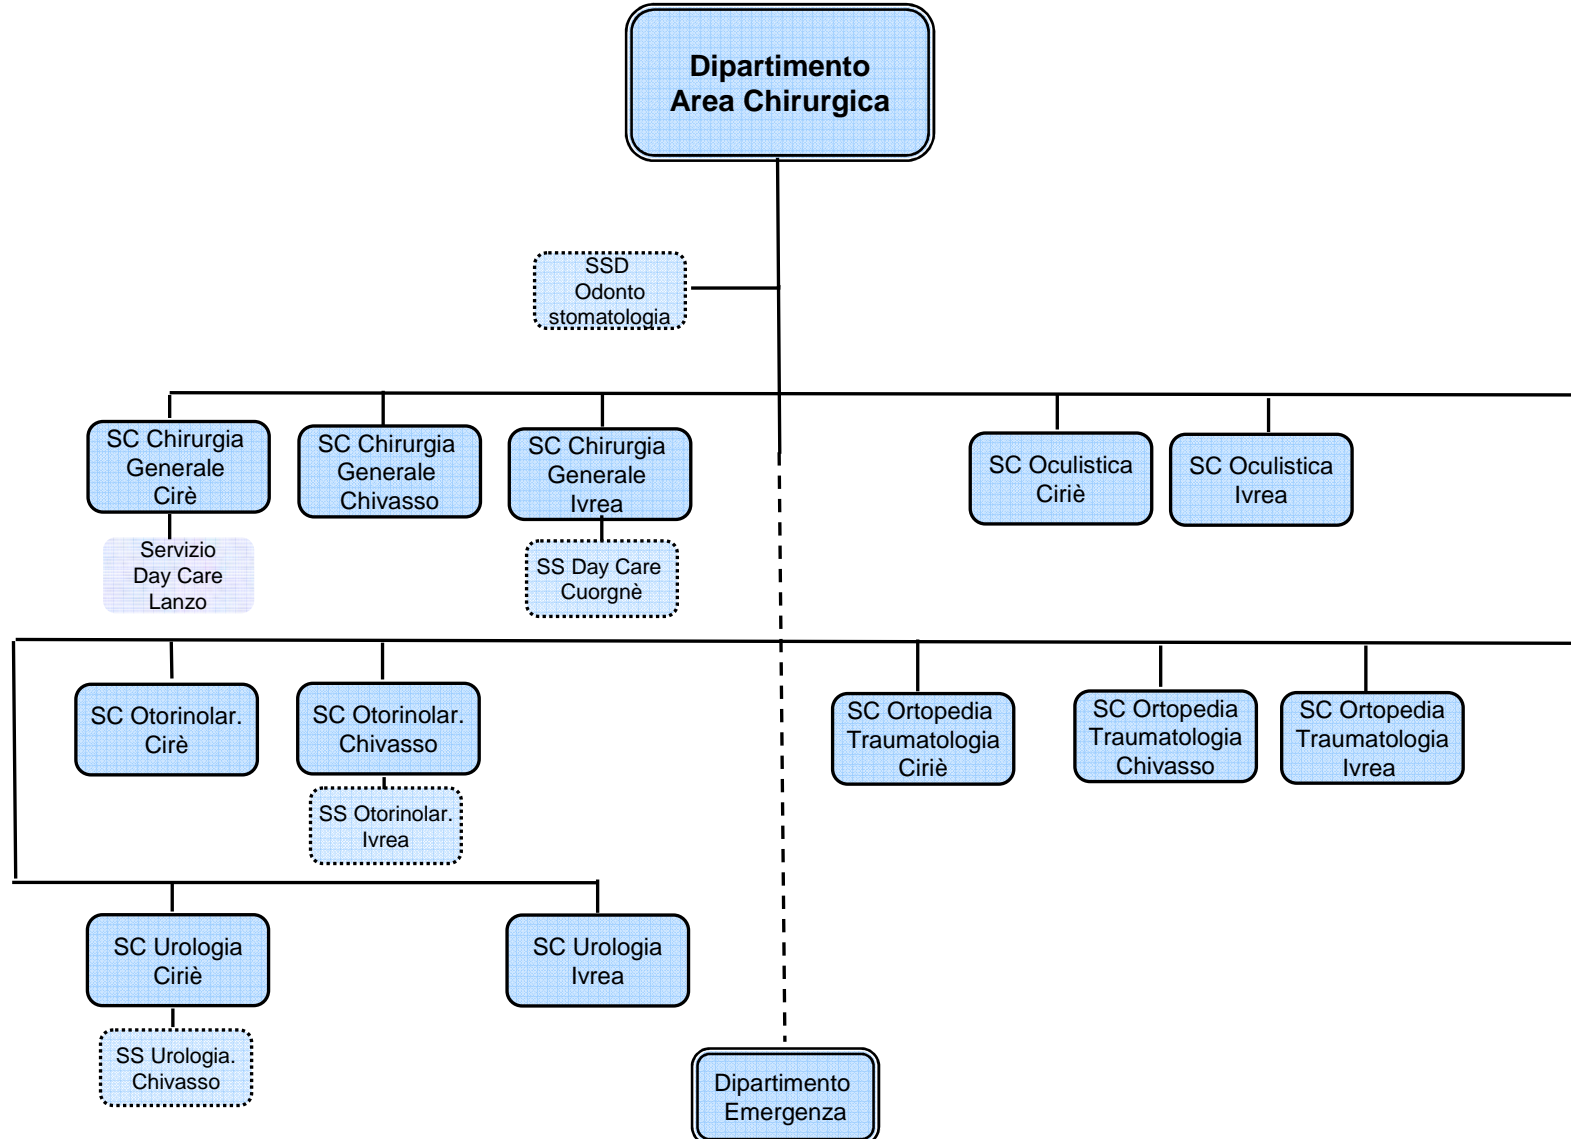 Dipartimento
Area Chirurgica
SSD
Odonto
stomatologia
SC Chirurgia
Generale
Cirè
SC Chirurgia
Generale
Chivasso
SC Chirurgia
Generale
Ivrea
SC Oculistica
Ciriè
SC Oculistica
Ivrea
Servizio
Day Care
Lanzo
SS Day Care
Cuorgnè
SC Otorinolar.
Cirè
SC Otorinolar.
Chivasso
SC Ortopedia
Traumatologia
Ciriè
SC Ortopedia
Traumatologia
Chivasso
SC Ortopedia
Traumatologia
Ivrea
SS Otorinolar.
Ivrea
SC Urologia
Ciriè
SC Urologia
Ivrea
SS Urologia.
Chivasso
Dipartimento
Emergenza